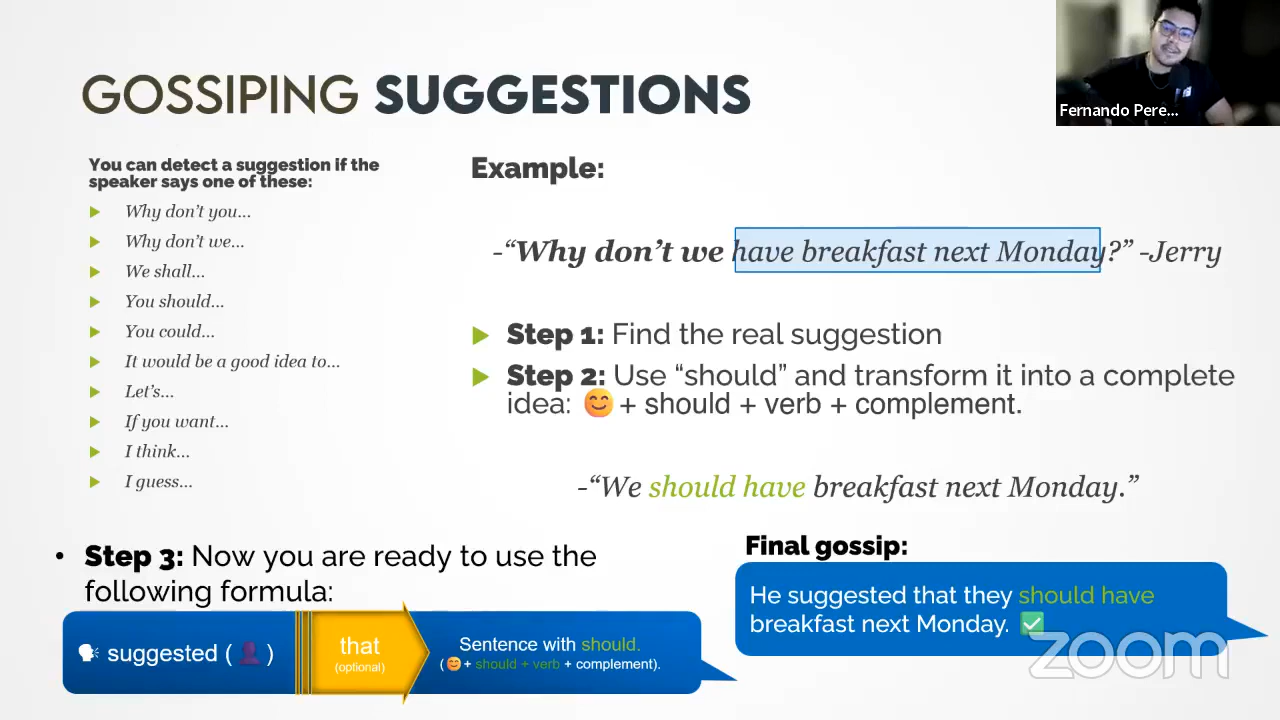 GOSSIPING SUGGESTIONS
Fernando Pere...
You can detect a suggestion if the
speaker says one of these:
Why don't you...
Why don't we...
We shall...
You should...
You could...
It would be a good idea to...
Let's...
If you want...
I think...
I guess...
Example:
-“Why don't we have breakfast next Monday?” -Jerry
Step 1: Find the real suggestion
Step 2: Use “should” and transform it into a complete
idea: 😊 + should + verb + complement.
-“We should have breakfast next Monday.”
• Step 3: Now you are ready to use the
following formula:
🗣 suggested (👤)
that
(optional)
Sentence with should.
(😊+ should + verb + complement).
Final gossip:
He suggested that they should have
breakfast next Monday. ✅
zoom